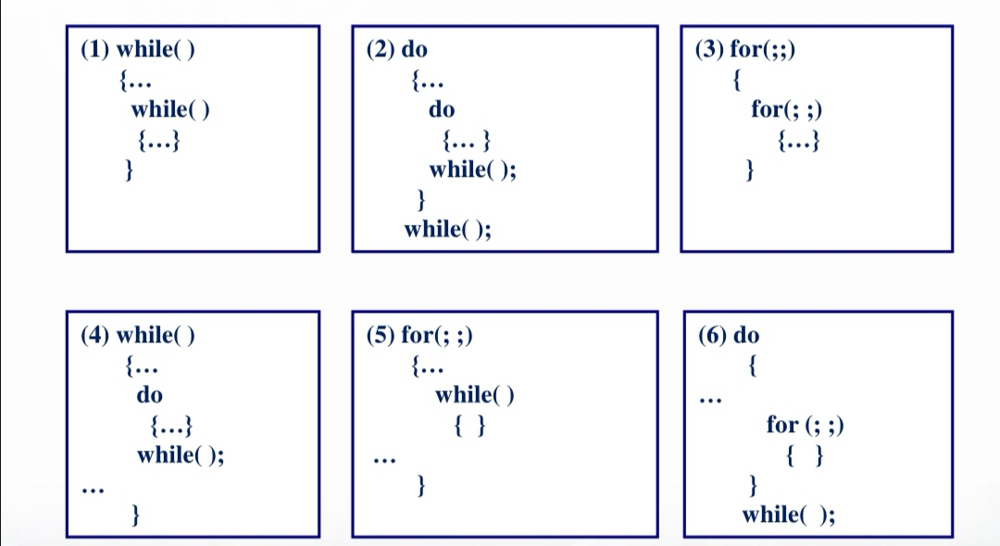 (1) while( )
{...
while( )
{...}
}
(2) do
{...
do
{... }
while( );
}
while( );
(3) for(;;)
{
for(; ;)
{...}
}
(4) while( )
{...
do
{...}
while( );
...
}
(5) for(; ;)
{...
while( )
{ }
...
}
(6) do
{
...
for (; ;)
{ }
}
while( );